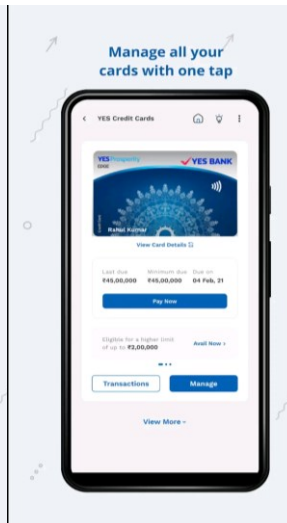 Manage all your
cards with one tap
YES Credit Cards
YES Prosperity
EDGE
YES BANK
Rahul Kumar
View Card Details
Last due Minimum due Due on
₹45,00,000 ₹45,00,000 04 Feb, 21
Pay Now
Eligible for a higher limit
of up to ₹2,00,000
Avail Now ›
Transactions Manage
View More